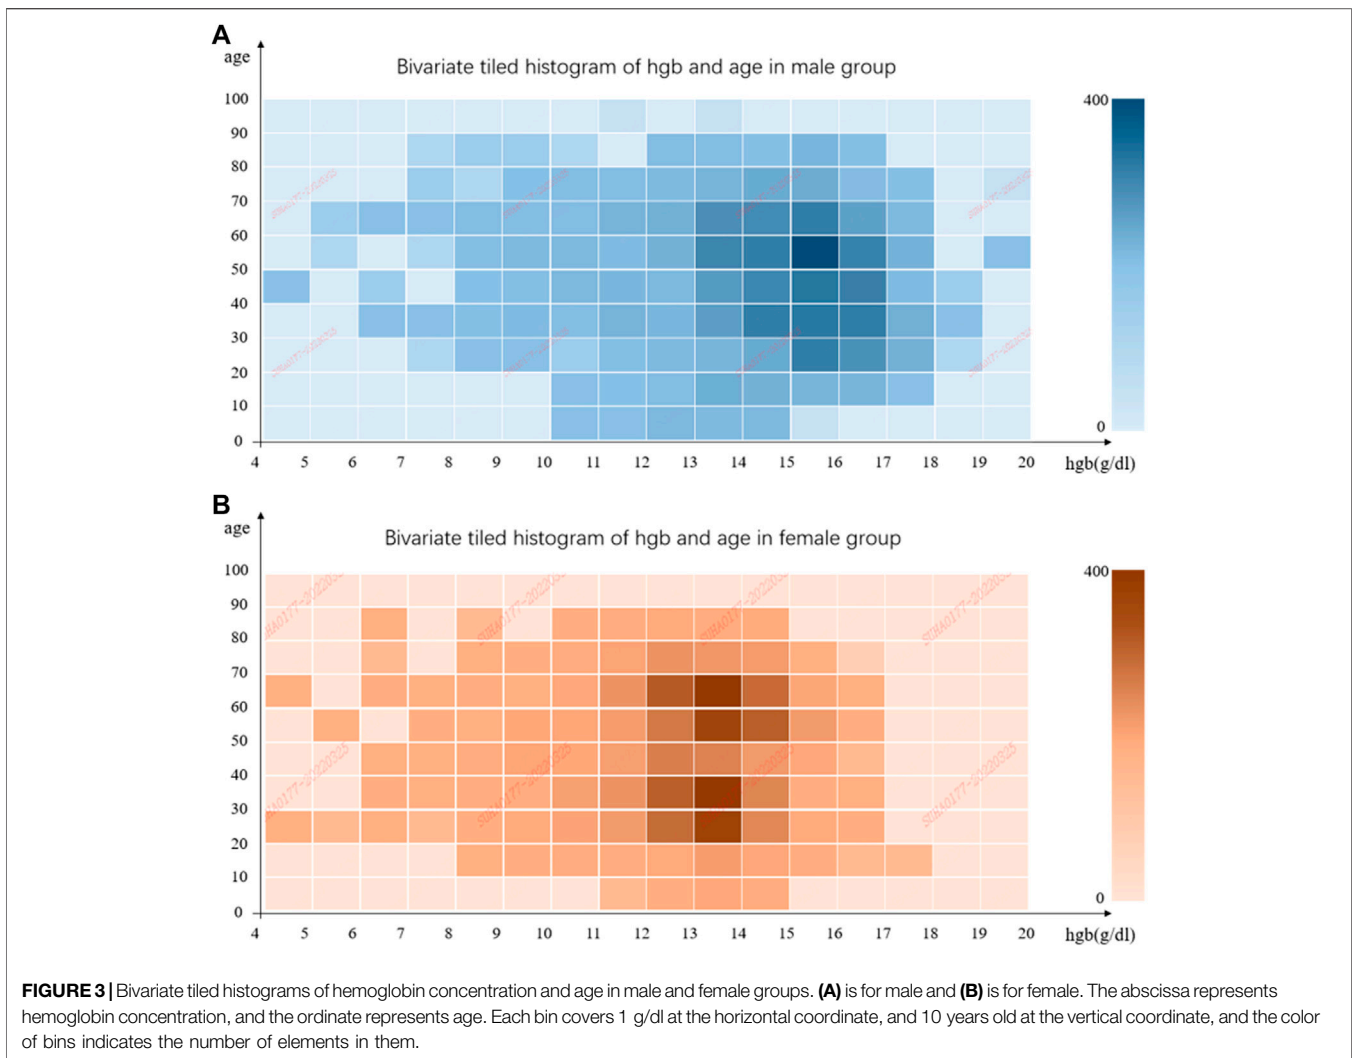 A
age
Bivariate tiled histogram of hgb and age in male group
100
90
80
70
60
50
40
30
20
10
0
4 5 6 7 8 9 10 11 12 13 14 15 16 17 18 19 20 hgb(g/dl)
400
0
B
age
Bivariate tiled histogram of hgb and age in female group
100
90
80
70
60
50
40
30
20
10
0
4 5 6 7 8 9 10 11 12 13 14 15 16 17 18 19 20 hgb(g/dl)
400
0
SUHA0177-20220325
FIGURE 3 | Bivariate tiled histograms of hemoglobin concentration and age in male and female groups. (A) is for male and (B) is for female. The abscissa represents
hemoglobin concentration, and the ordinate represents age. Each bin covers 1 g/dl at the horizontal coordinate, and 10 years old at the vertical coordinate, and the color
of bins indicates the number of elements in them.